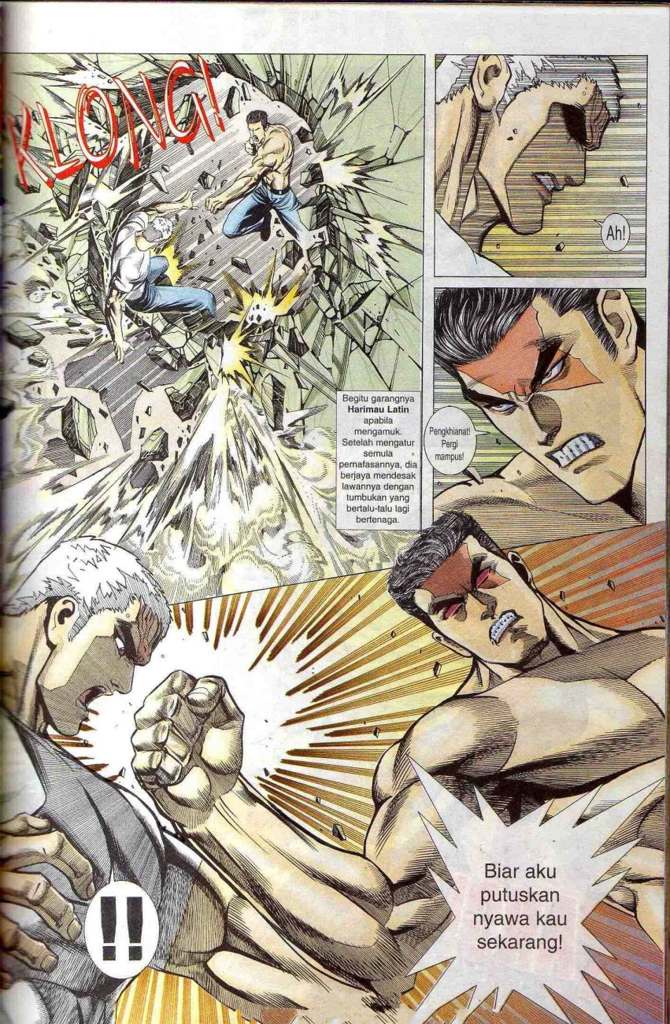 KLONG!
Begitu garangnya
Harimau Latin
apabila
mengamuk.
Setelah mengatur
semula
pernafasannya, dia
berjaya mendesak
lawannya dengan
tumbukan yang
bertalu-talu lagi
bertenaga.
Ah!
Pengkhianat!
Pergi
mampus!
!!
Biar aku
putuskan
nyawa kau
sekarang!